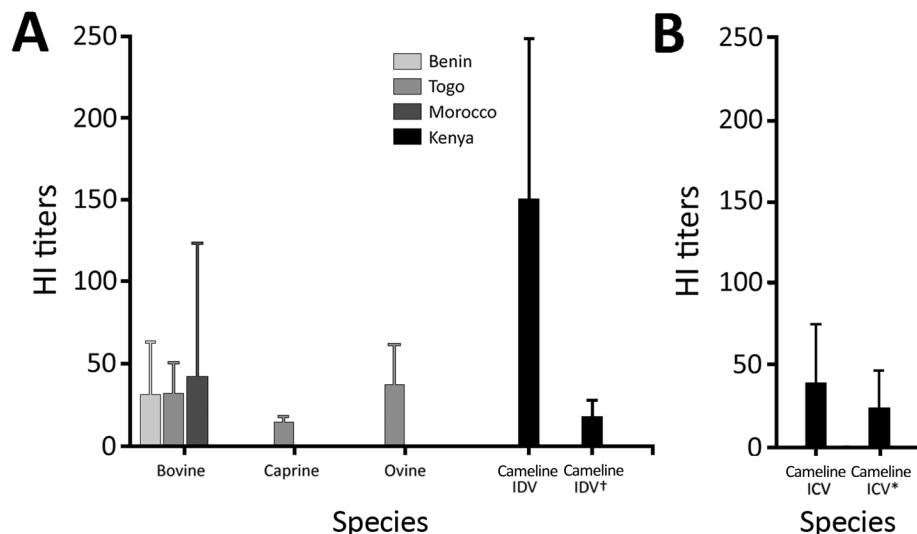 A
HI titers
250
200
150
100
50
0
Benin
Togo
Morocco
Kenya
Bovine
Caprine
Ovine
Cameline
IDV
Cameline
IDV†
Species
B
HI titers
250
200
150
100
50
0
Cameline
ICV
Cameline
ICV*
Species